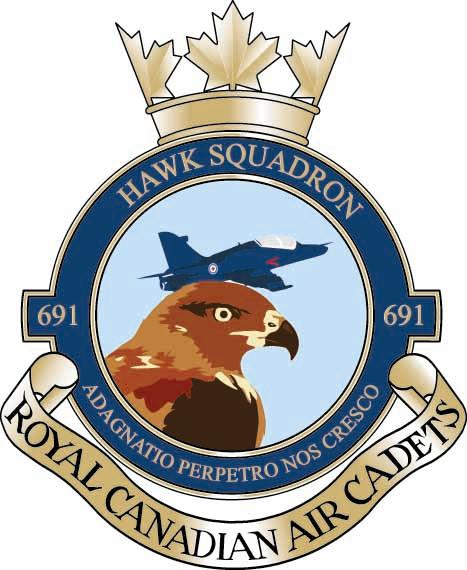 HAWK SQUADRON
691 691
ADAGNATIO PERPETRO NOS CRESCO
ROYAL CANADIAN AIR CADETS